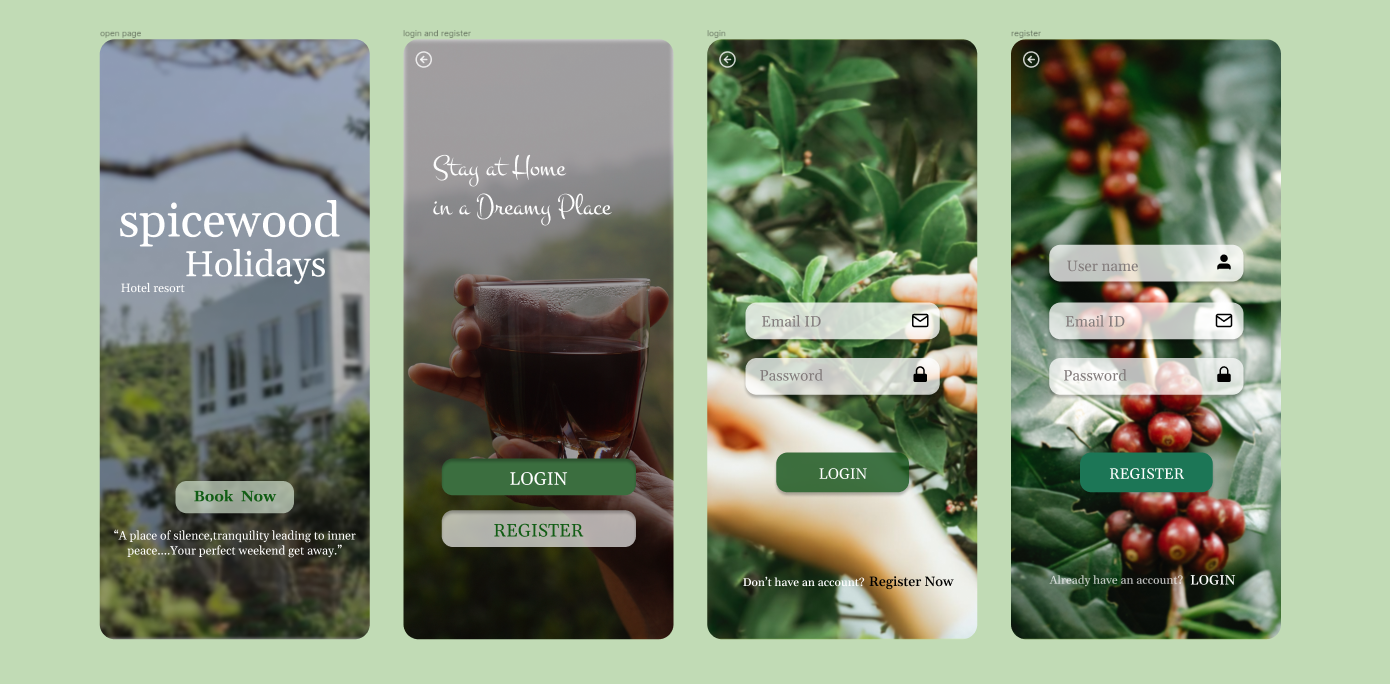 open page
spicewood
Holidays
Hotel resort
Book Now
“A place of silence,tranquility leading to inner
peace....Your perfect weekend get away.”
login and register
Stay at Home
in a Dreamy Place
LOGIN
REGISTER
login
Email ID
Password
LOGIN
Don't have an account? Register Now
register
User name
Email ID
Password
REGISTER
Already have an account? LOGIN